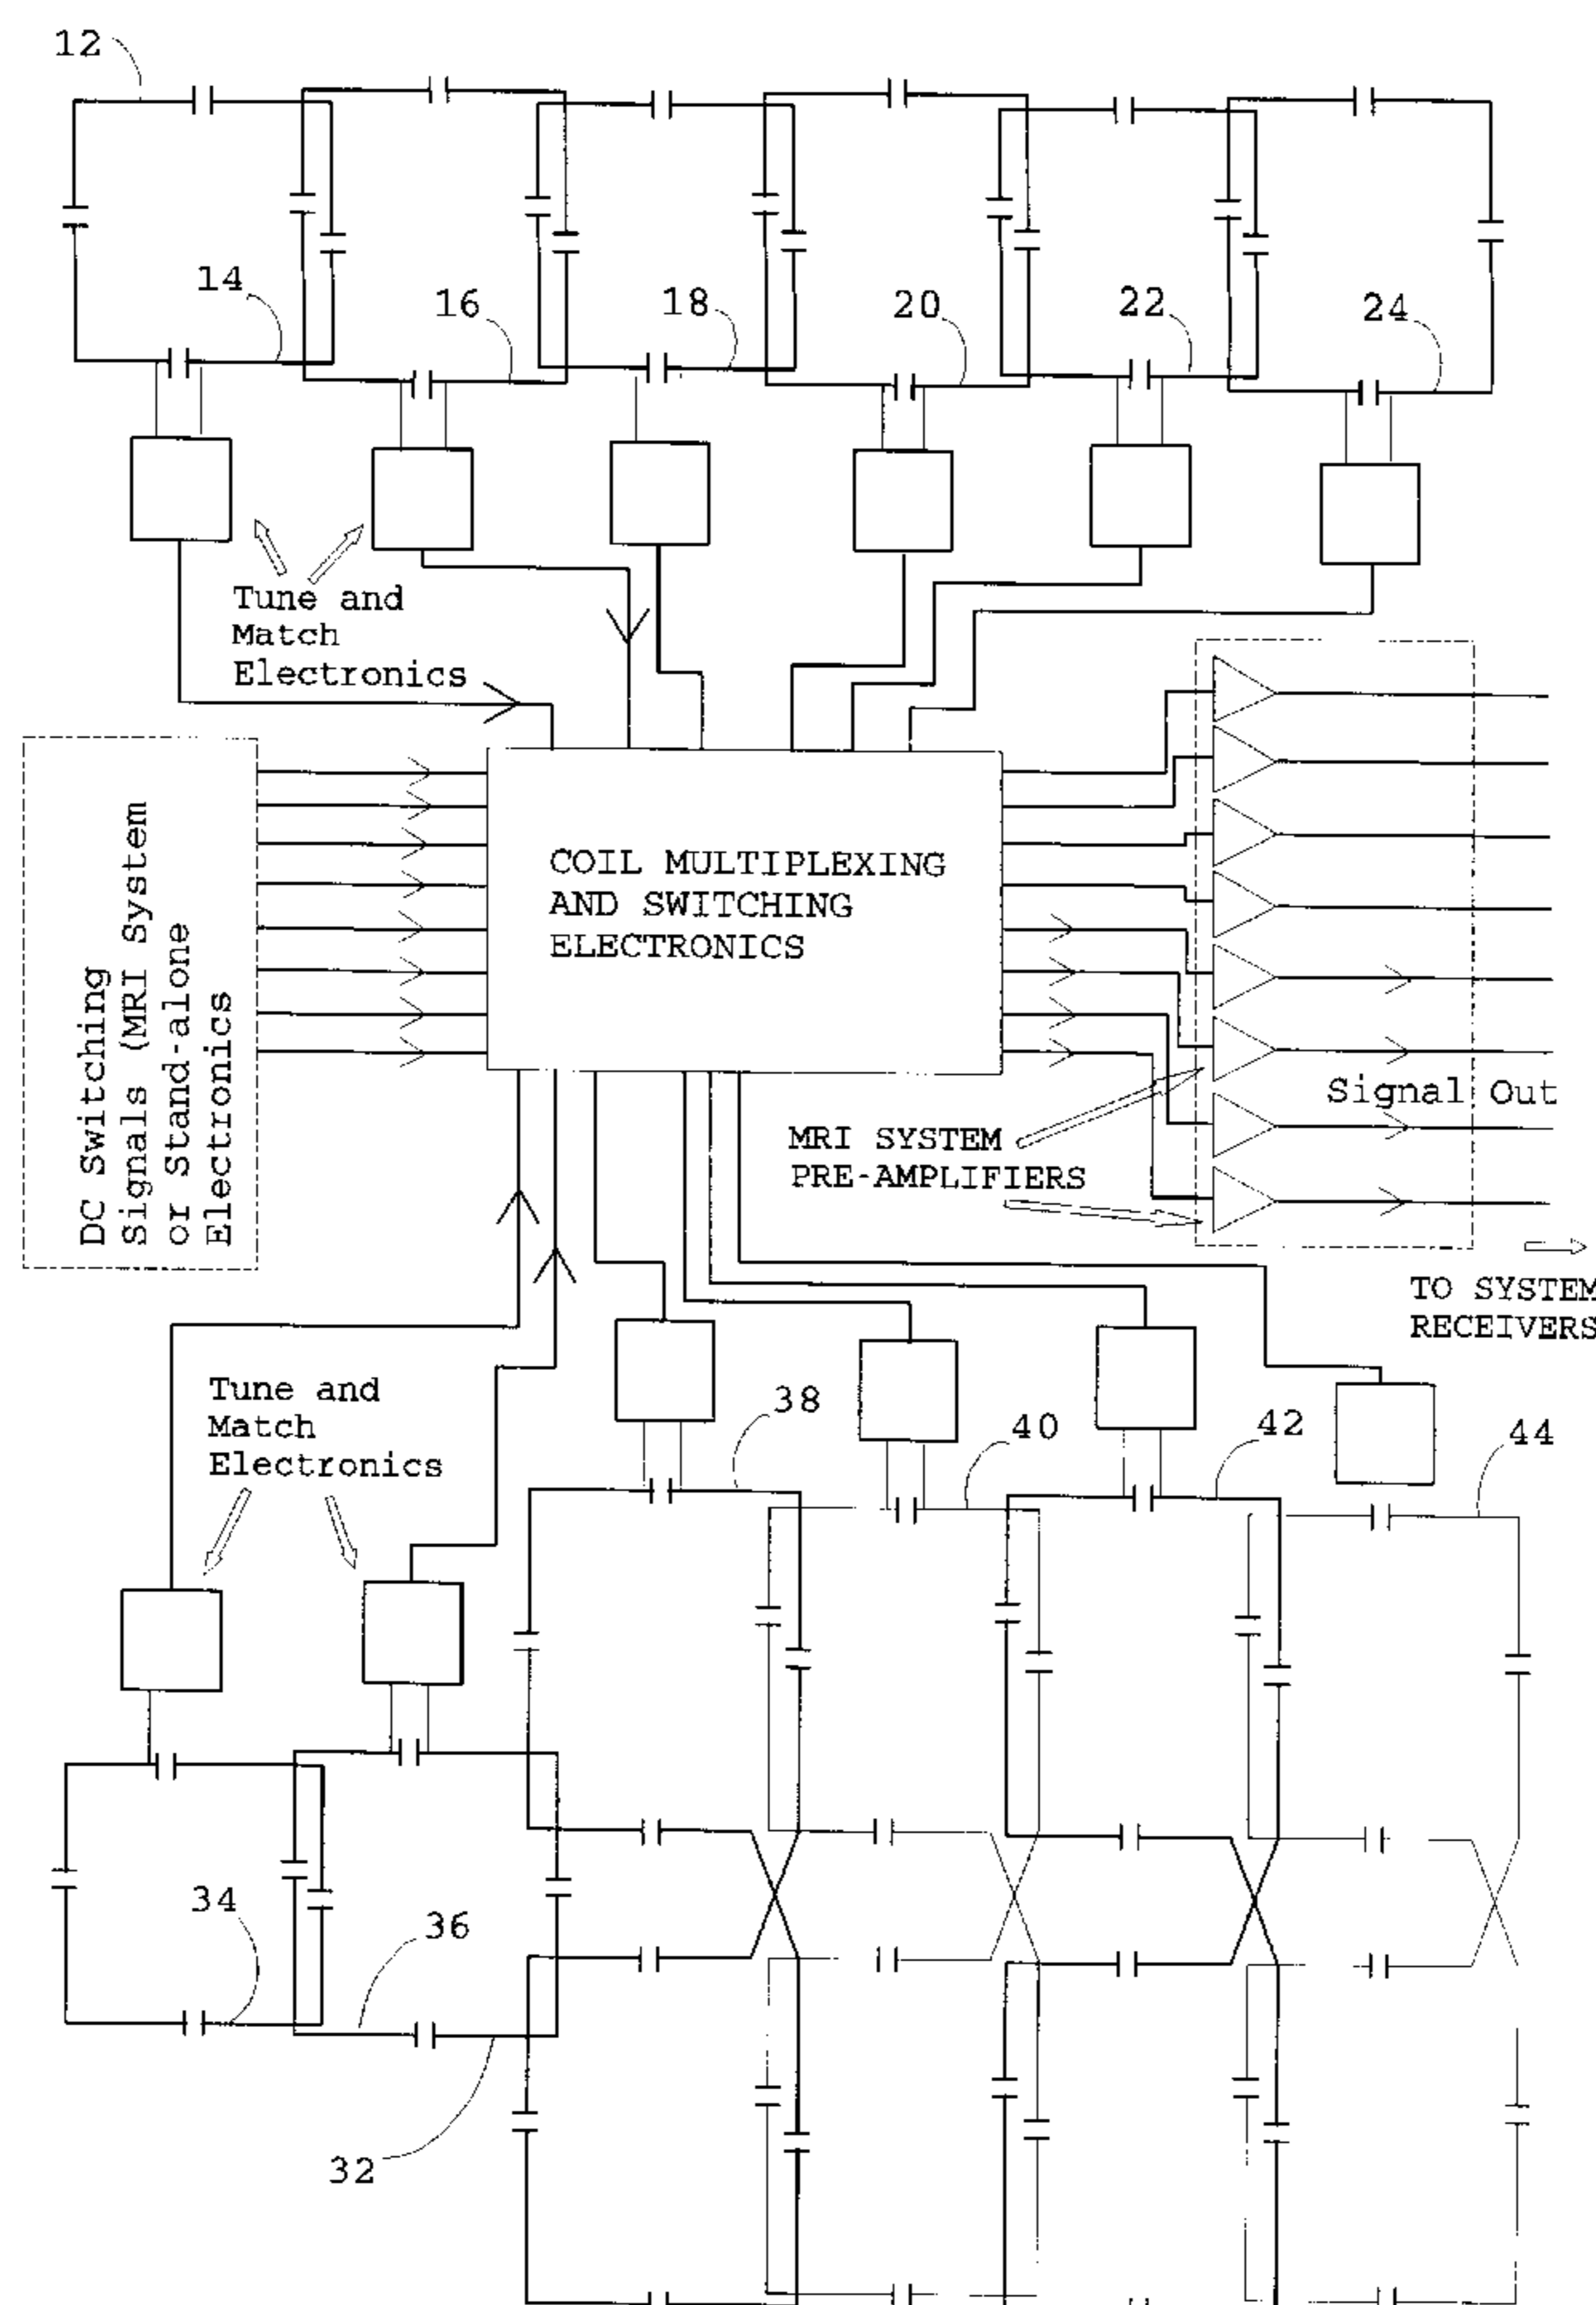 12
14
16
18
20
22
24
Tune and
Match
Electronics
DC Switching
Signals (MRI System
or Stand-alone
Electronics
COIL MULTIPLEXING
AND SWITCHING
ELECTRONICS
Signal Out
MRI SYSTEM
PRE-AMPLIFIERS
TO SYSTEM
RECEIVERS
Tune and
Match
Electronics
38
40
42
44
34
36
32